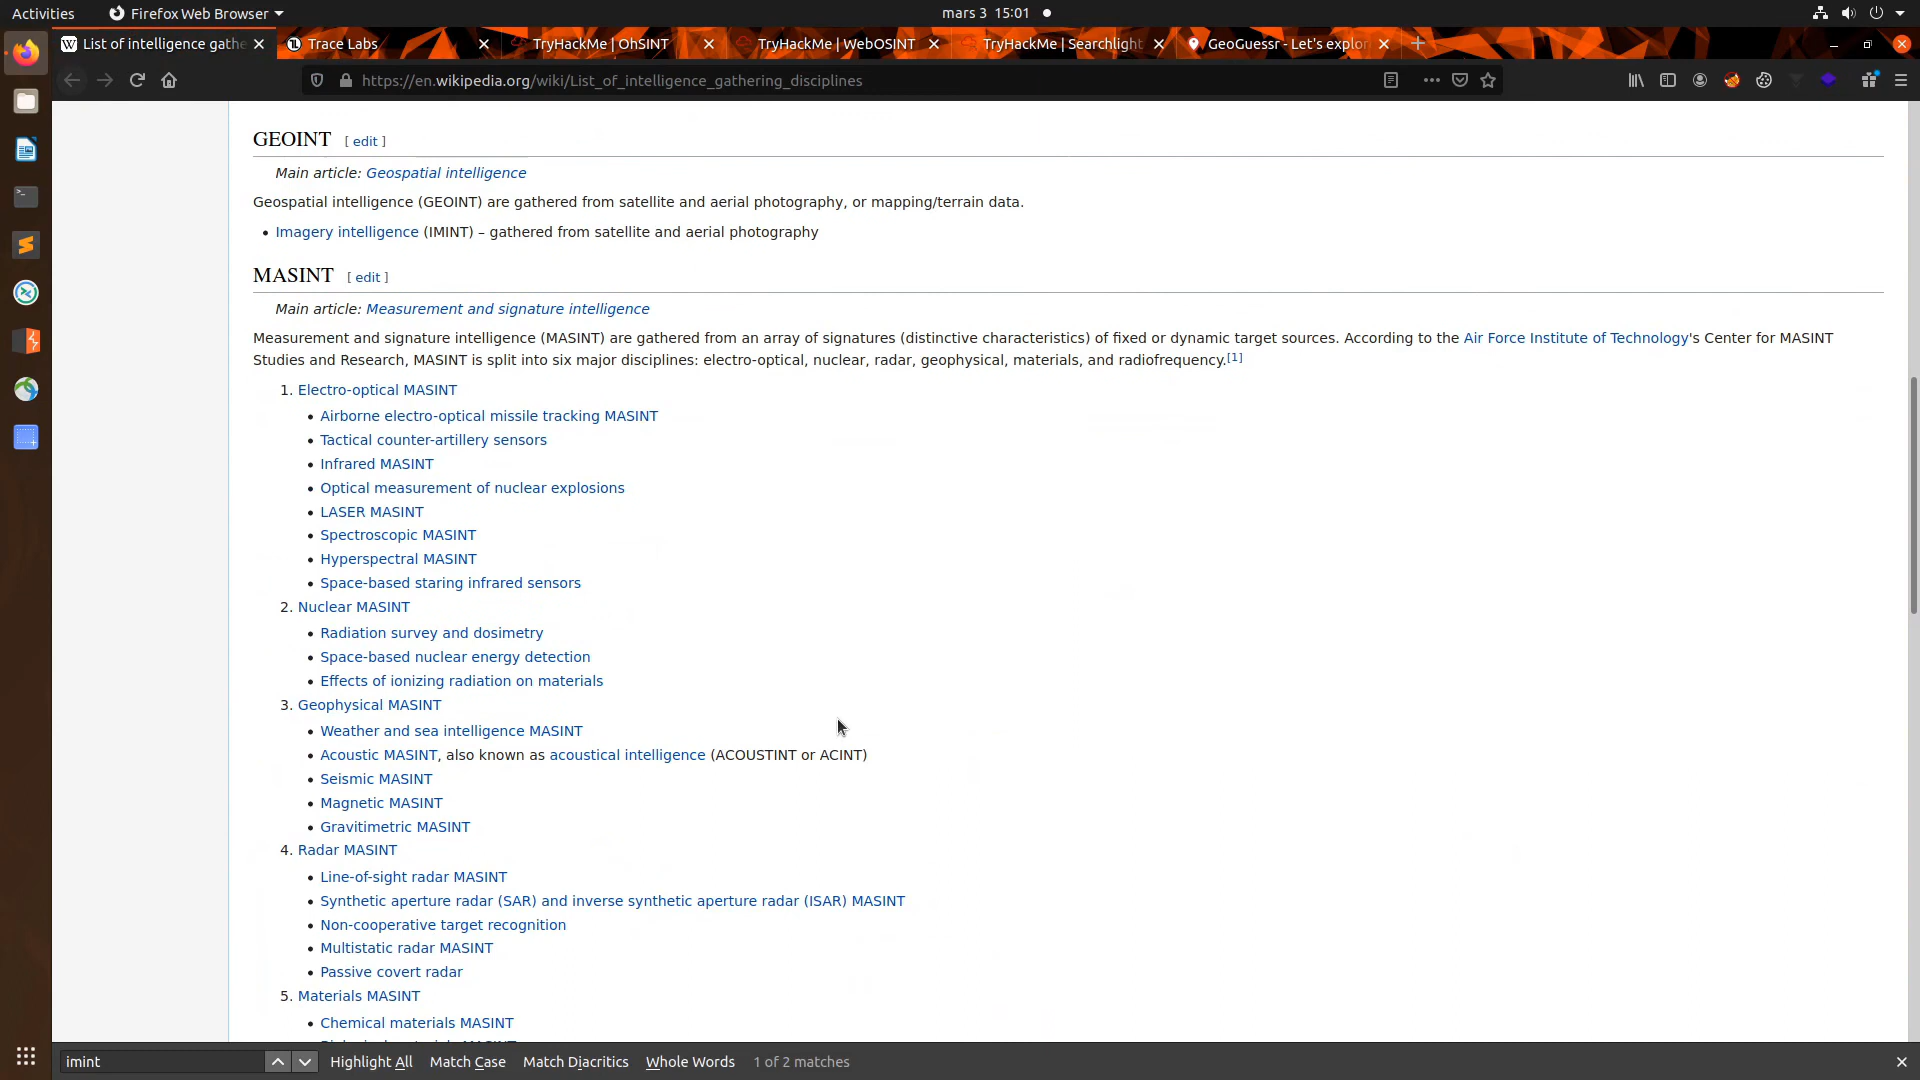 Activities
Firefox Web Browser
mars 3 15:01
List of intelligence gathe
Trace Labs
TryHackMe | OhSINT
TryHackMe | WebOSINT
TryHackMe | Searchlight
GeoGuessr - Let's explor
https://en.wikipedia.org/wiki/List_of_intelligence_gathering_disciplines
GEOINT [ edit ]
Main article: Geospatial intelligence
Geospatial intelligence (GEOINT) are gathered from satellite and aerial photography, or mapping/terrain data.
• Imagery intelligence (IMINT) – gathered from satellite and aerial photography
MASINT [ edit ]
Main article: Measurement and signature intelligence
Measurement and signature intelligence (MASINT) are gathered from an array of signatures (distinctive characteristics) of fixed or dynamic target sources. According to the Air Force Institute of Technology's Center for MASINT
Studies and Research, MASINT is split into six major disciplines: electro-optical, nuclear, radar, geophysical, materials, and radiofrequency.[1]
1. Electro-optical MASINT
• Airborne electro-optical missile tracking MASINT
• Tactical counter-artillery sensors
• Infrared MASINT
• Optical measurement of nuclear explosions
• LASER MASINT
• Spectroscopic MASINT
• Hyperspectral MASINT
• Space-based staring infrared sensors
2. Nuclear MASINT
• Radiation survey and dosimetry
• Space-based nuclear energy detection
• Effects of ionizing radiation on materials
3. Geophysical MASINT
• Weather and sea intelligence MASINT
• Acoustic MASINT, also known as acoustical intelligence (ACOUSTINT or ACINT)
• Seismic MASINT
• Magnetic MASINT
• Gravitimetric MASINT
4. Radar MASINT
• Line-of-sight radar MASINT
• Synthetic aperture radar (SAR) and inverse synthetic aperture radar (ISAR) MASINT
• Non-cooperative target recognition
• Multistatic radar MASINT
• Passive covert radar
5. Materials MASINT
• Chemical materials MASINT
imint
Highlight All
Match Case
Match Diacritics
Whole Words
1 of 2 matches